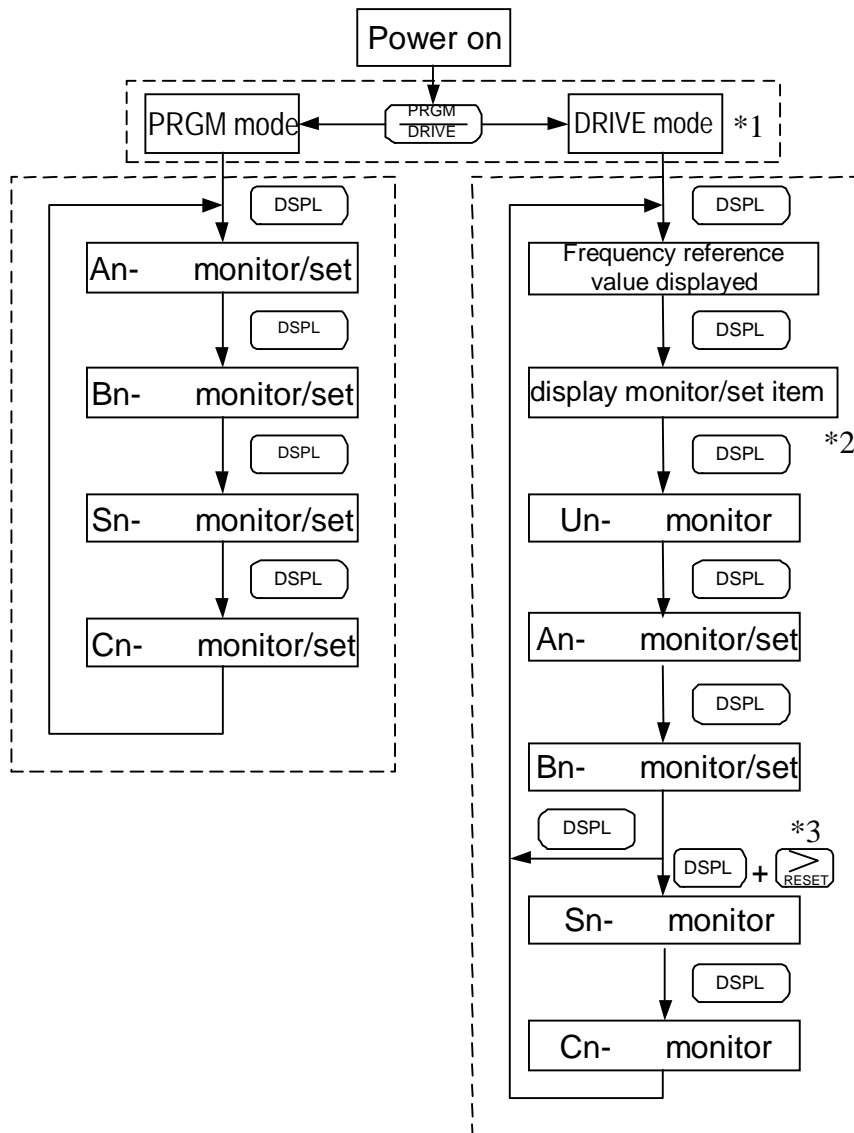 Power on
PRGM mode
PRGM
DRIVE
DRIVE mode
*1
DSPL
An- monitor/set
DSPL
Bn- monitor/set
DSPL
Sn- monitor/set
DSPL
Cn- monitor/set
DSPL
Frequency reference
value displayed
DSPL
display monitor/set item
*2
DSPL
Un- monitor
DSPL
An- monitor/set
DSPL
Bn- monitor/set
DSPL
*3
DSPL + >
RESET
Sn- monitor
DSPL
Cn- monitor